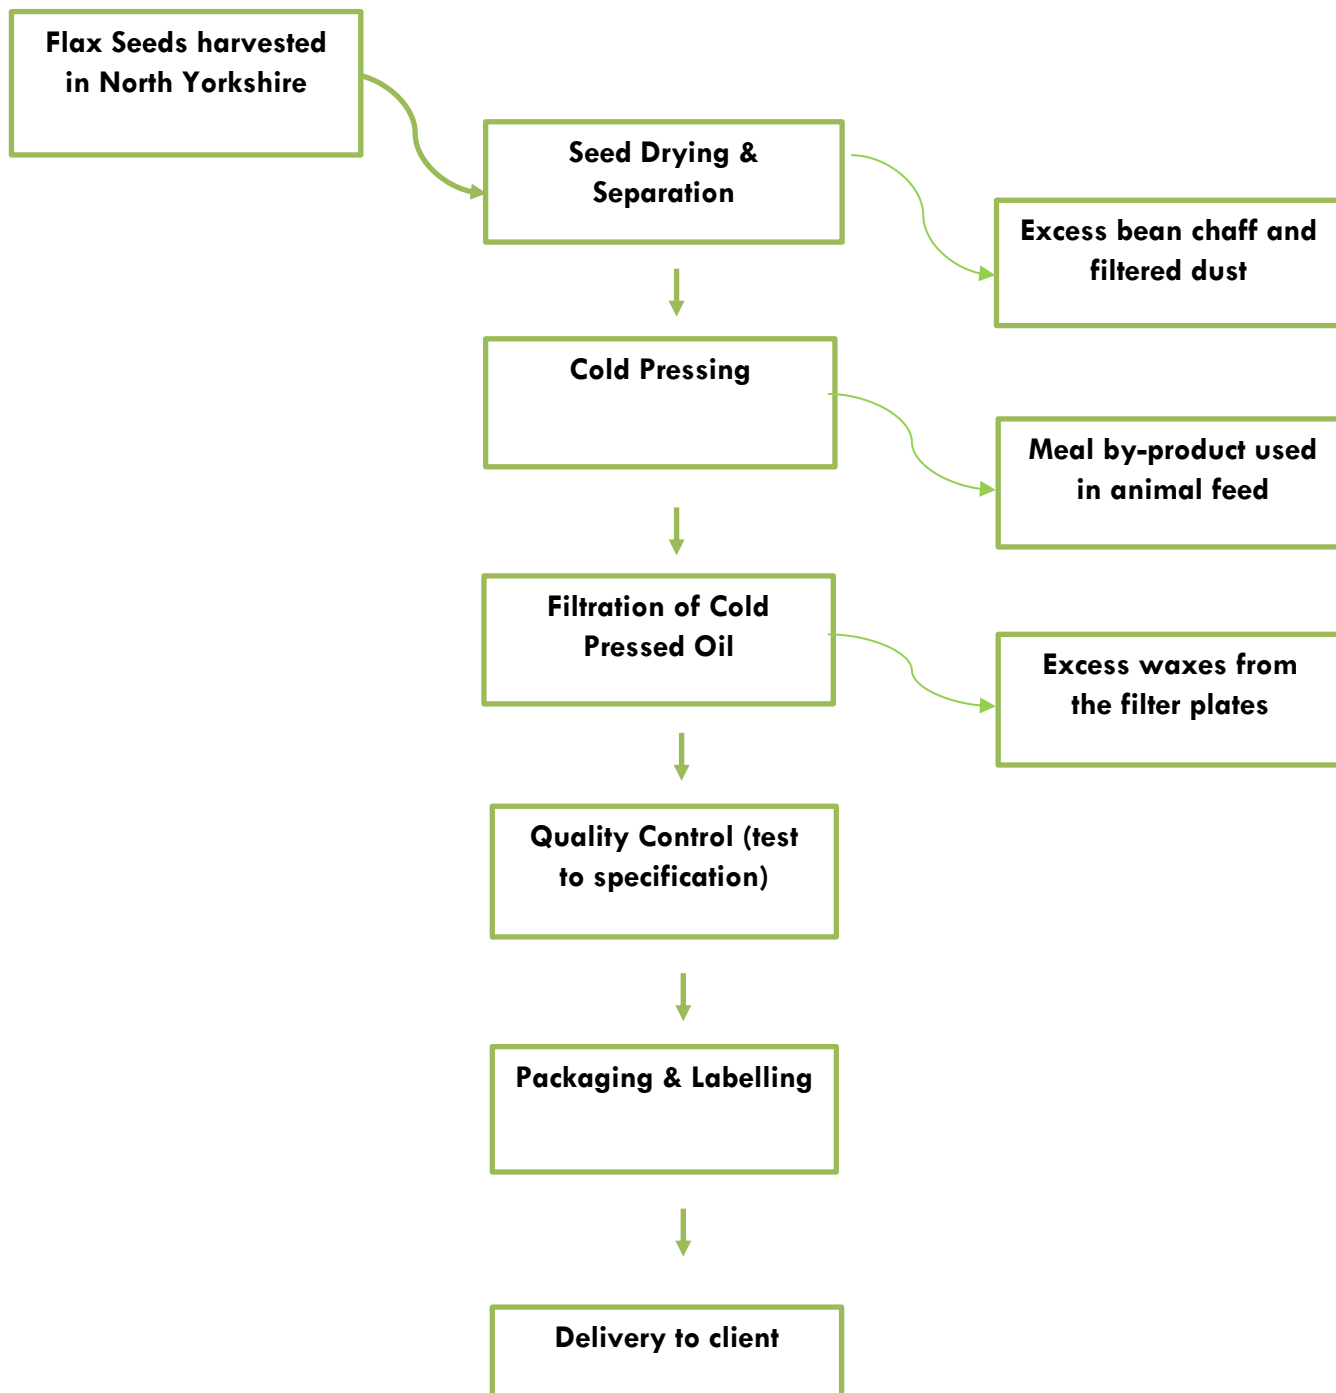 Flax Seeds harvested
in North Yorkshire
Seed Drying &
Separation
Excess bean chaff and
filtered dust
Cold Pressing
Meal by-product used
in animal feed
Filtration of Cold
Pressed Oil
Excess waxes from
the filter plates
Quality Control (test
to specification)
Packaging & Labelling
Delivery to client